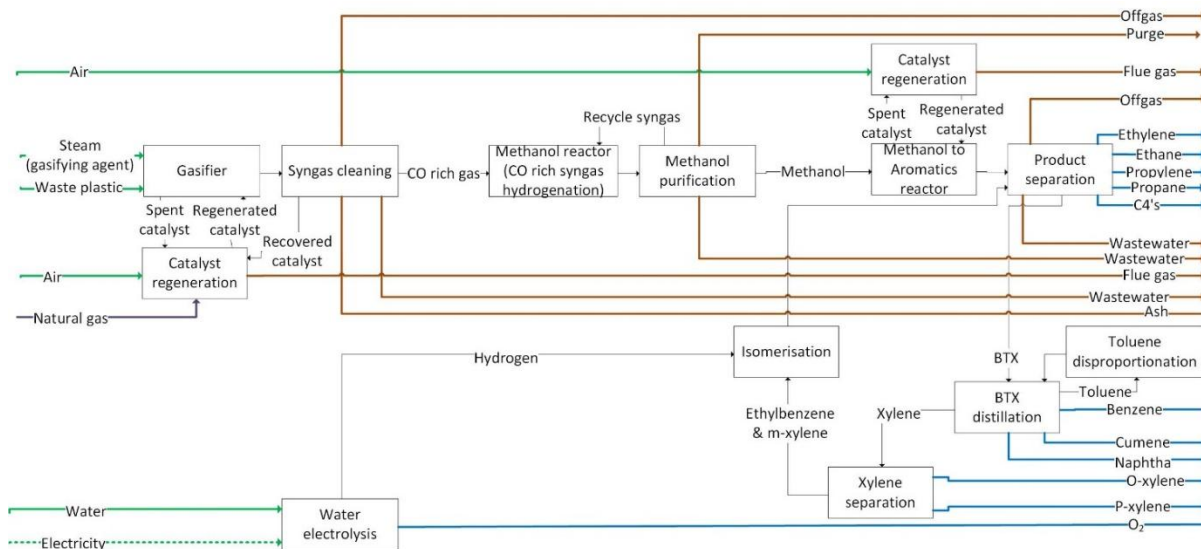 Offgas
Purge
Air
Catalyst
regeneration
Flue gas
Offgas
Spent
catalyst
Regenerated
catalyst
Recycle syngas
Steam
(gasifying agent)
Waste plastic
Gasifier
Syngas cleaning
CO rich gas
Methanol reactor
(CO rich syngas
hydrogenation)
Methanol
purification
Methanol
Methanol to
Aromatics
reactor
Product
separation
Ethylene
Ethane
Propylene
Propane
C4's
Spent
catalyst
Regenerated
catalyst
Recovered
catalyst
Wastewater
Wastewater
Air
Catalyst
regeneration
Flue gas
Wastewater
Natural gas
Ash
Hydrogen
Isomerisation
BTX
Toluene
disproportionation
Toluene
Ethylbenzene
& m-xylene
Xylene
BTX
distillation
Benzene
Cumene
Naphtha
Xylene
separation
O-xylene
P-xylene
Water
Water
electrolysis
O₂
Electricity